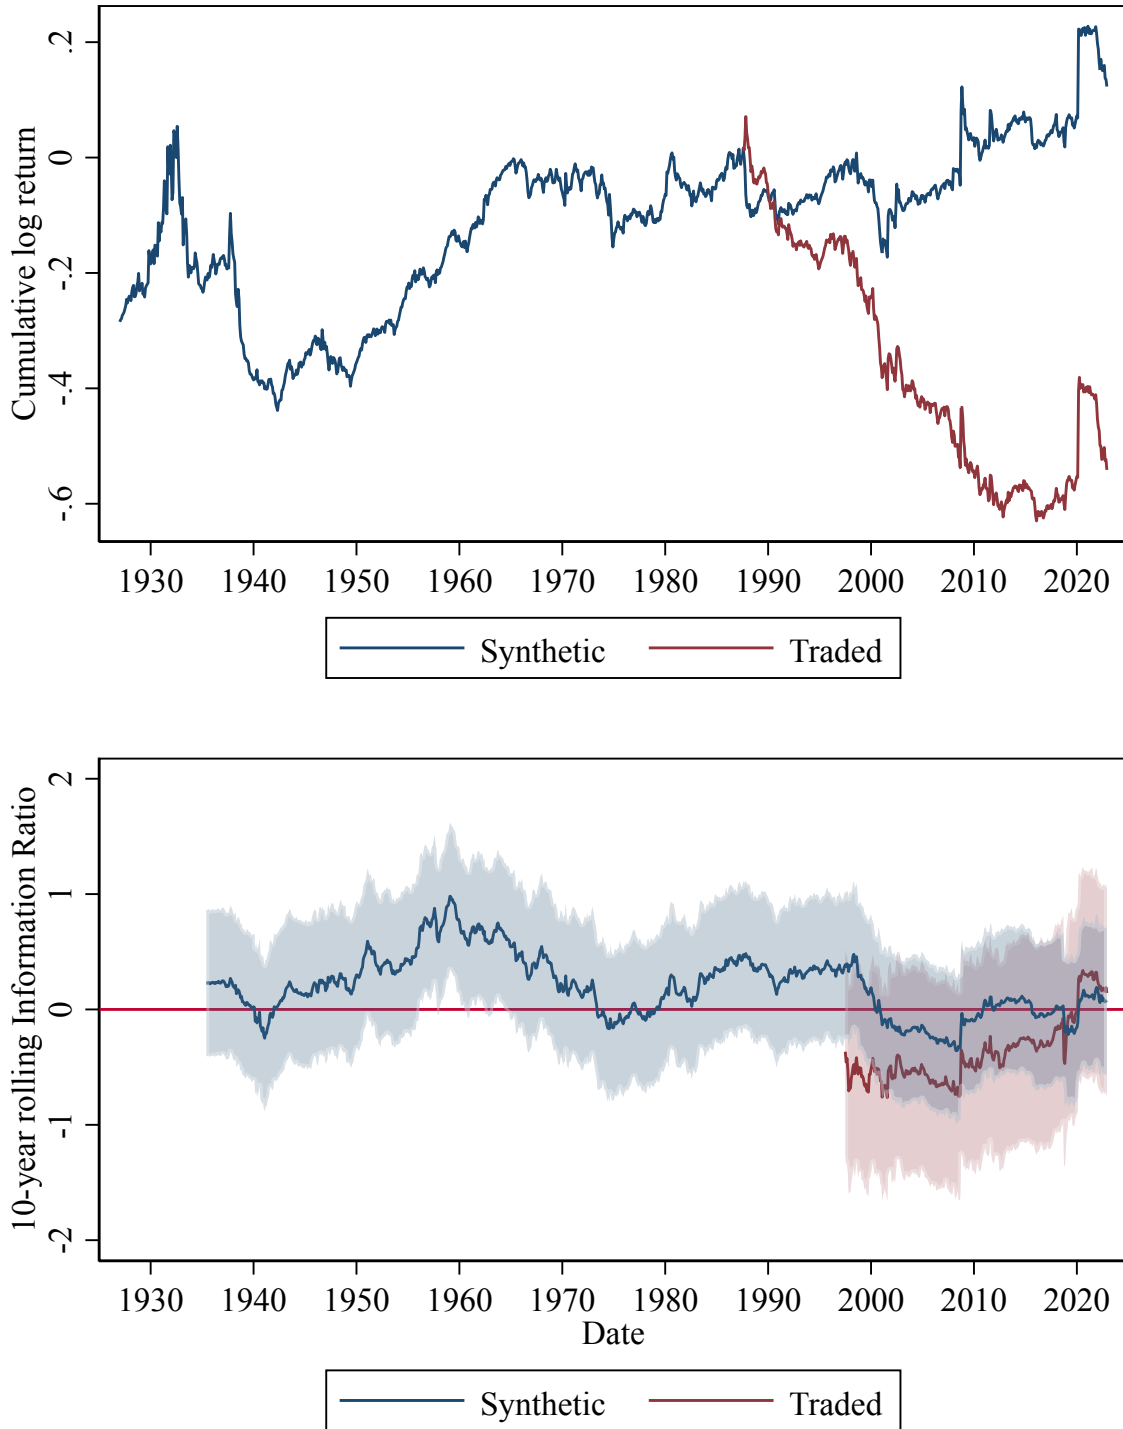 Cumulative log return
.2
0
-.2
-.4
-.6
1930 1940 1950 1960 1970 1980 1990 2000 2010 2020
Synthetic Traded
10-year rolling Information Ratio
2
1
0
-1
-2
1930 1940 1950 1960 1970 1980 1990 2000 2010 2020
Date
Synthetic Traded